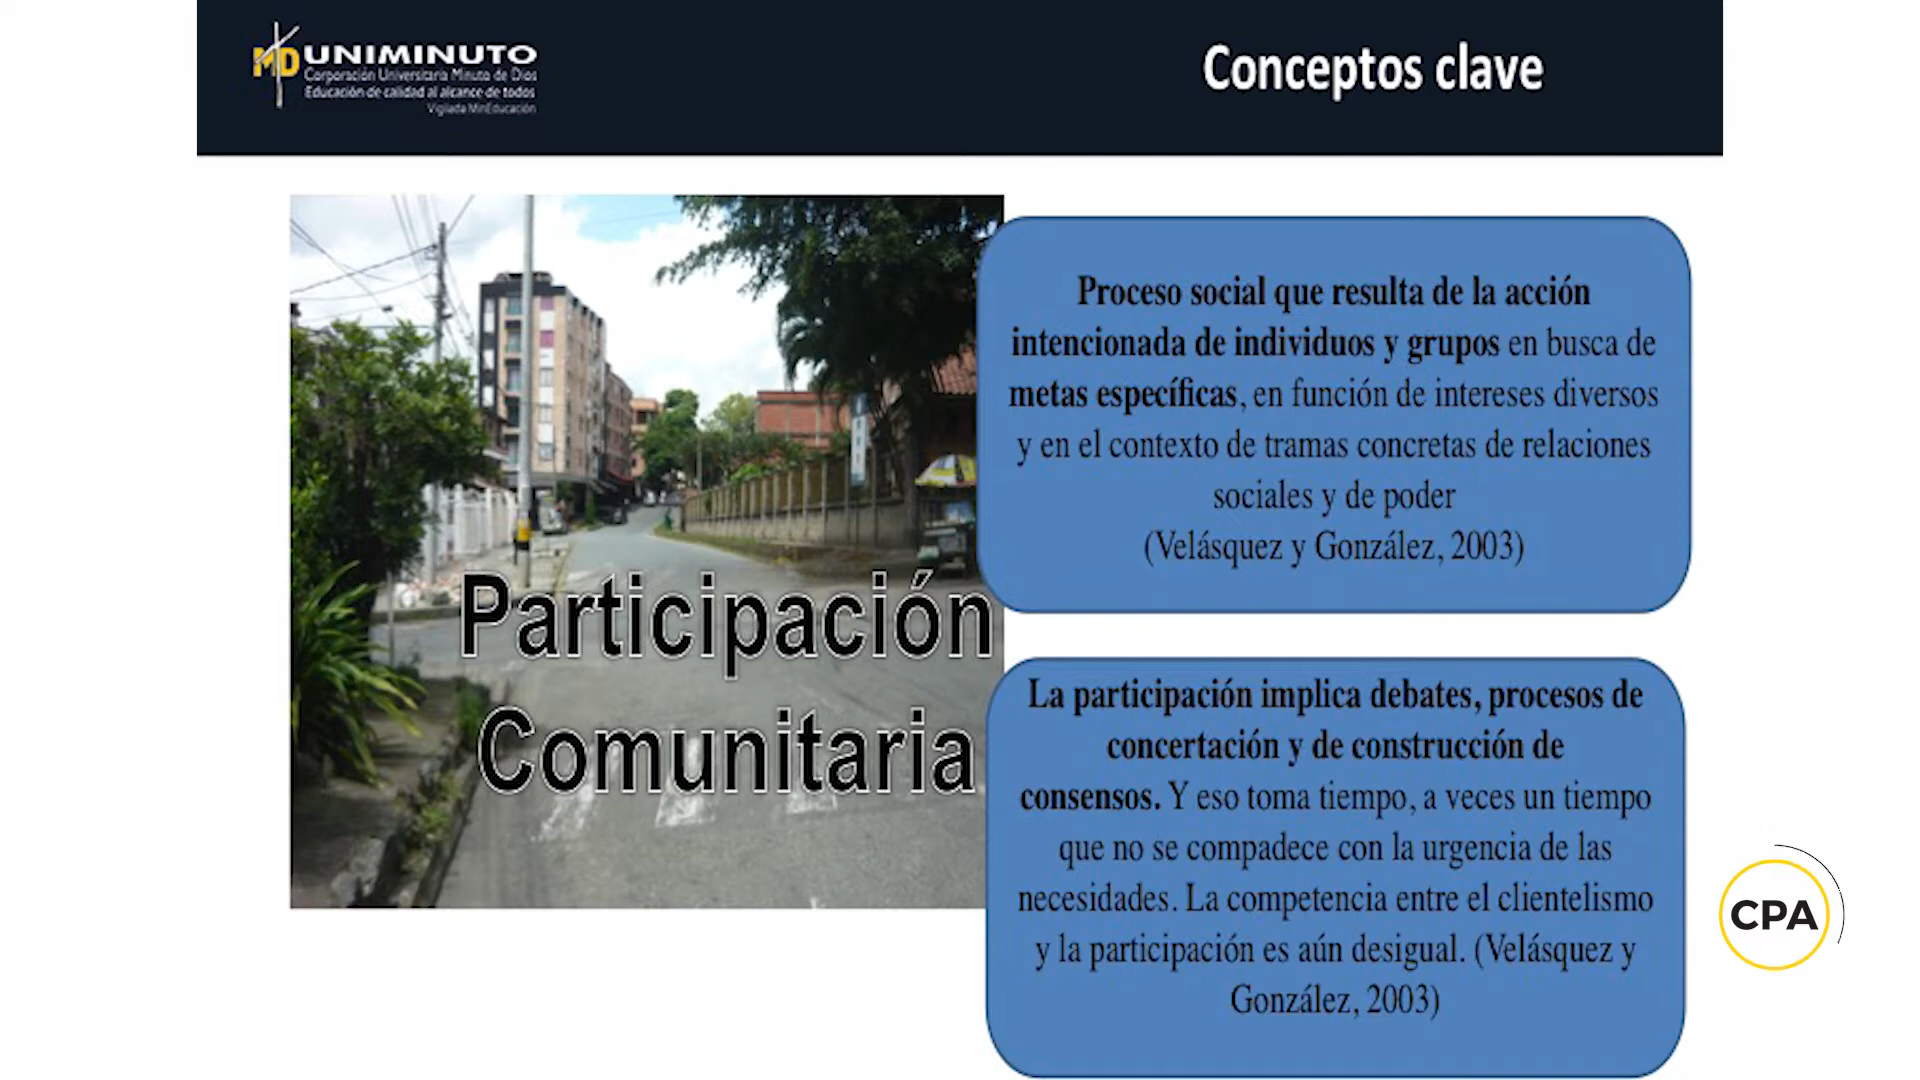 UNIMINUTO
Corporación Universitaria Minuto de Dios
Educación de calidad al alcance de todos
Vigilada MinEducación
Conceptos clave
Participación
Comunitaria
Proceso social que resulta de la acción
intencionada de individuos y grupos en busca de
metas específicas, en función de intereses diversos
y en el contexto de tramas concretas de relaciones
sociales y de poder
(Velásquez y González, 2003)
La participación implica debates, procesos de
concertación y de construcción de
consensos. Y eso toma tiempo, a veces un tiempo
que no se compadece con la urgencia de las
necesidades. La competencia entre el clientelismo
y la participación es aún desigual. (Velásquez y
González, 2003)
CPA